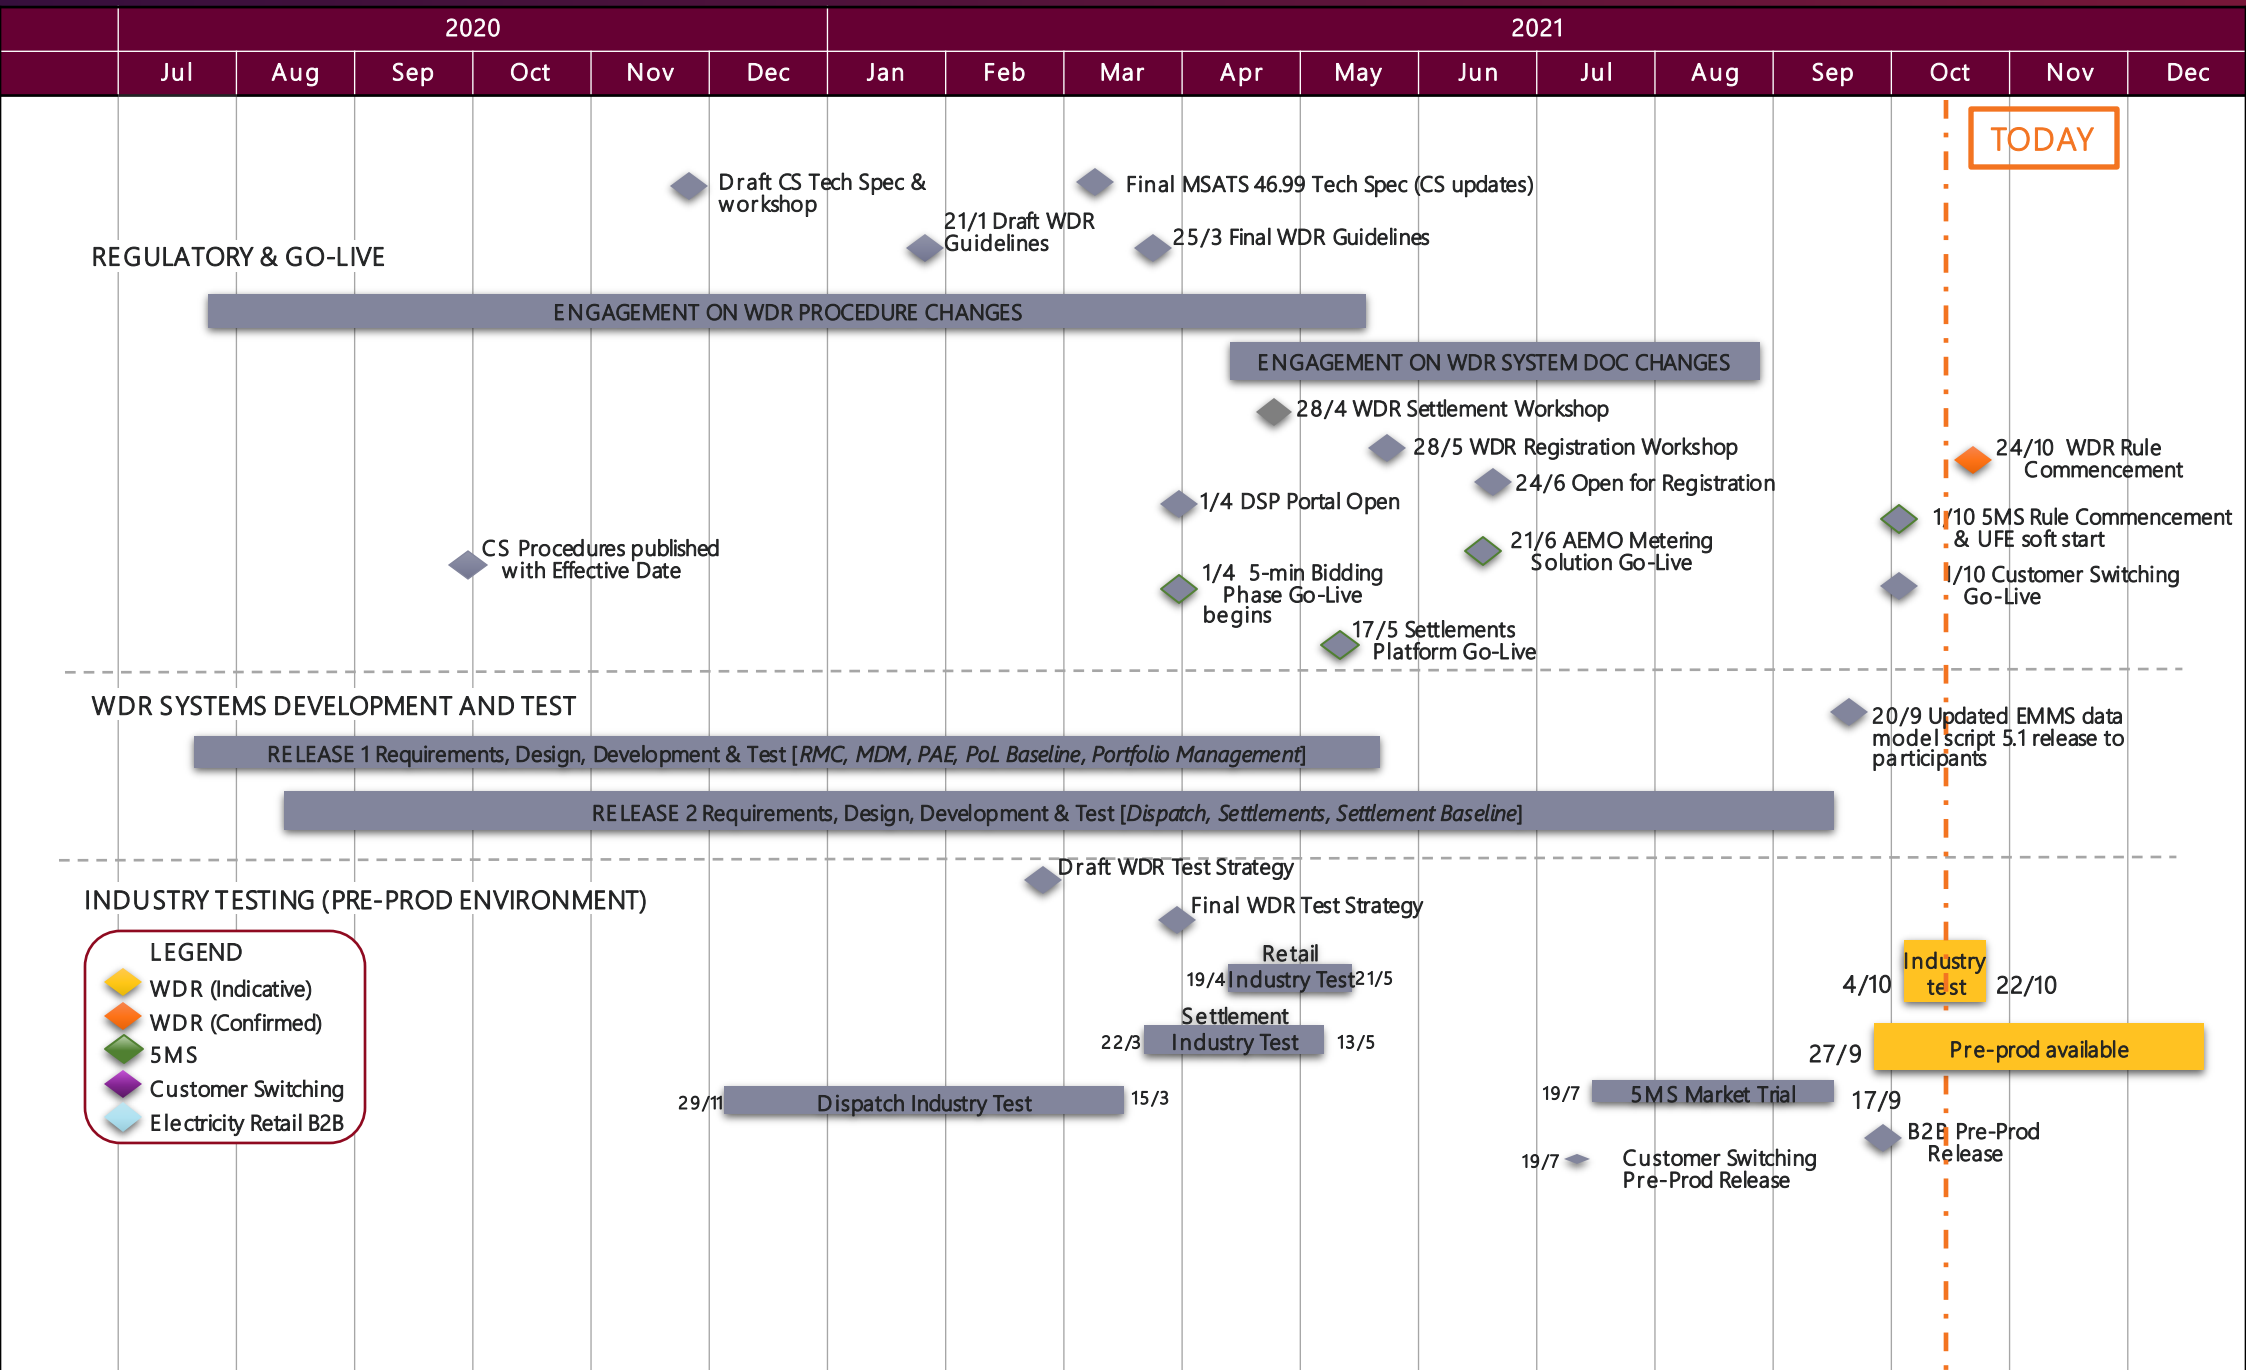 2020
2021
Jul
Aug
Sep
Oct
Nov
Dec
Jan
Feb
Mar
Apr
May
Jun
Jul
Aug
Sep
Oct
Nov
Dec
TODAY
Draft CS Tech Spec &
workshop
Final MSATS 46.99 Tech Spec (CS updates)
21/1 Draft WDR
Guidelines
25/3 Final WDR Guidelines
REGULATORY & GO-LIVE
ENGAGEMENT ON WDR PROCEDURE CHANGES
ENGAGEMENT ON WDR SYSTEM DOC CHANGES
28/4 WDR Settlement Workshop
28/5 WDR Registration Workshop
24/10 WDR Rule
Commencement
24/6 Open for Registration
1/4 DSP Portal Open
1/10 5MS Rule Commencement
& UFE soft start
CS Procedures published
with Effective Date
21/6 AEMO Metering
Solution Go-Live
1/4 5-min Bidding
Phase Go-Live
begins
1/10 Customer Switching
Go-Live
17/5 Settlements
Platform Go-Live
WDR SYSTEMS DEVELOPMENT AND TEST
20/9 Updated EMMS data
model script 5.1 release to
participants
RELEASE 1 Requirements, Design, Development & Test [RMC, MDM, PAE, PoL Baseline, Portfolio Management]
RELEASE 2 Requirements, Design, Development & Test [Dispatch, Settlements, Settlement Baseline]
Draft WDR Test Strategy
INDUSTRY TESTING (PRE-PROD ENVIRONMENT)
Final WDR Test Strategy
LEGEND
WDR (Indicative)
WDR (Confirmed)
5MS
Customer Switching
Electricity Retail B2B
Retail
19/4
Industry Test
21/5
4/10
Industry
test
22/10
Settlement
22/3
Industry Test
13/5
27/9
Pre-prod available
29/11
Dispatch Industry Test
15/3
19/7
5MS Market Trial
17/9
B2B Pre-Prod
Release
19/7
Customer Switching
Pre-Prod Release